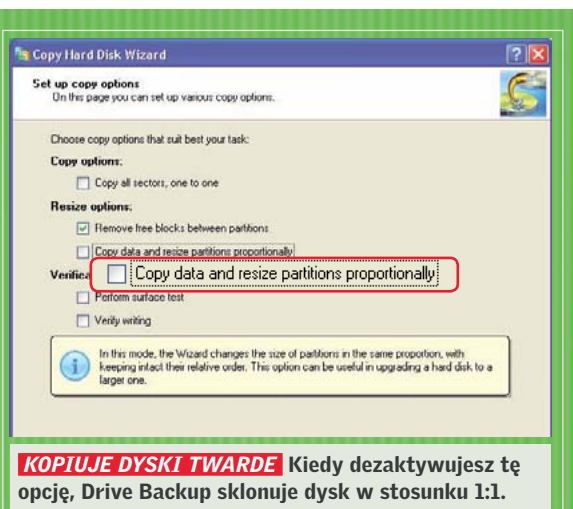 Copy Hard Disk Wizard
Set up copy options
On this page you can set up various copy options.
Choose copy options that suit best your task:
Copy options:
Copy all sectors, one to one
Resize options:
Remove free blocks between partitions
Copy data and resize partitions proportionally
Copy data and resize partitions proportionally
Verifica
Perform surface test
Verify writing
In this mode, the Wizard changes the size of partitions in the same proportion, with
keeping intact their relative order. This option can be useful in upgrading a hard disk to a
larger one.
KOPIUJE DYSKI TWARDE Kiedy dezaktywujesz tę
opcję, Drive Backup sklonuje dysk w stosunku 1:1.